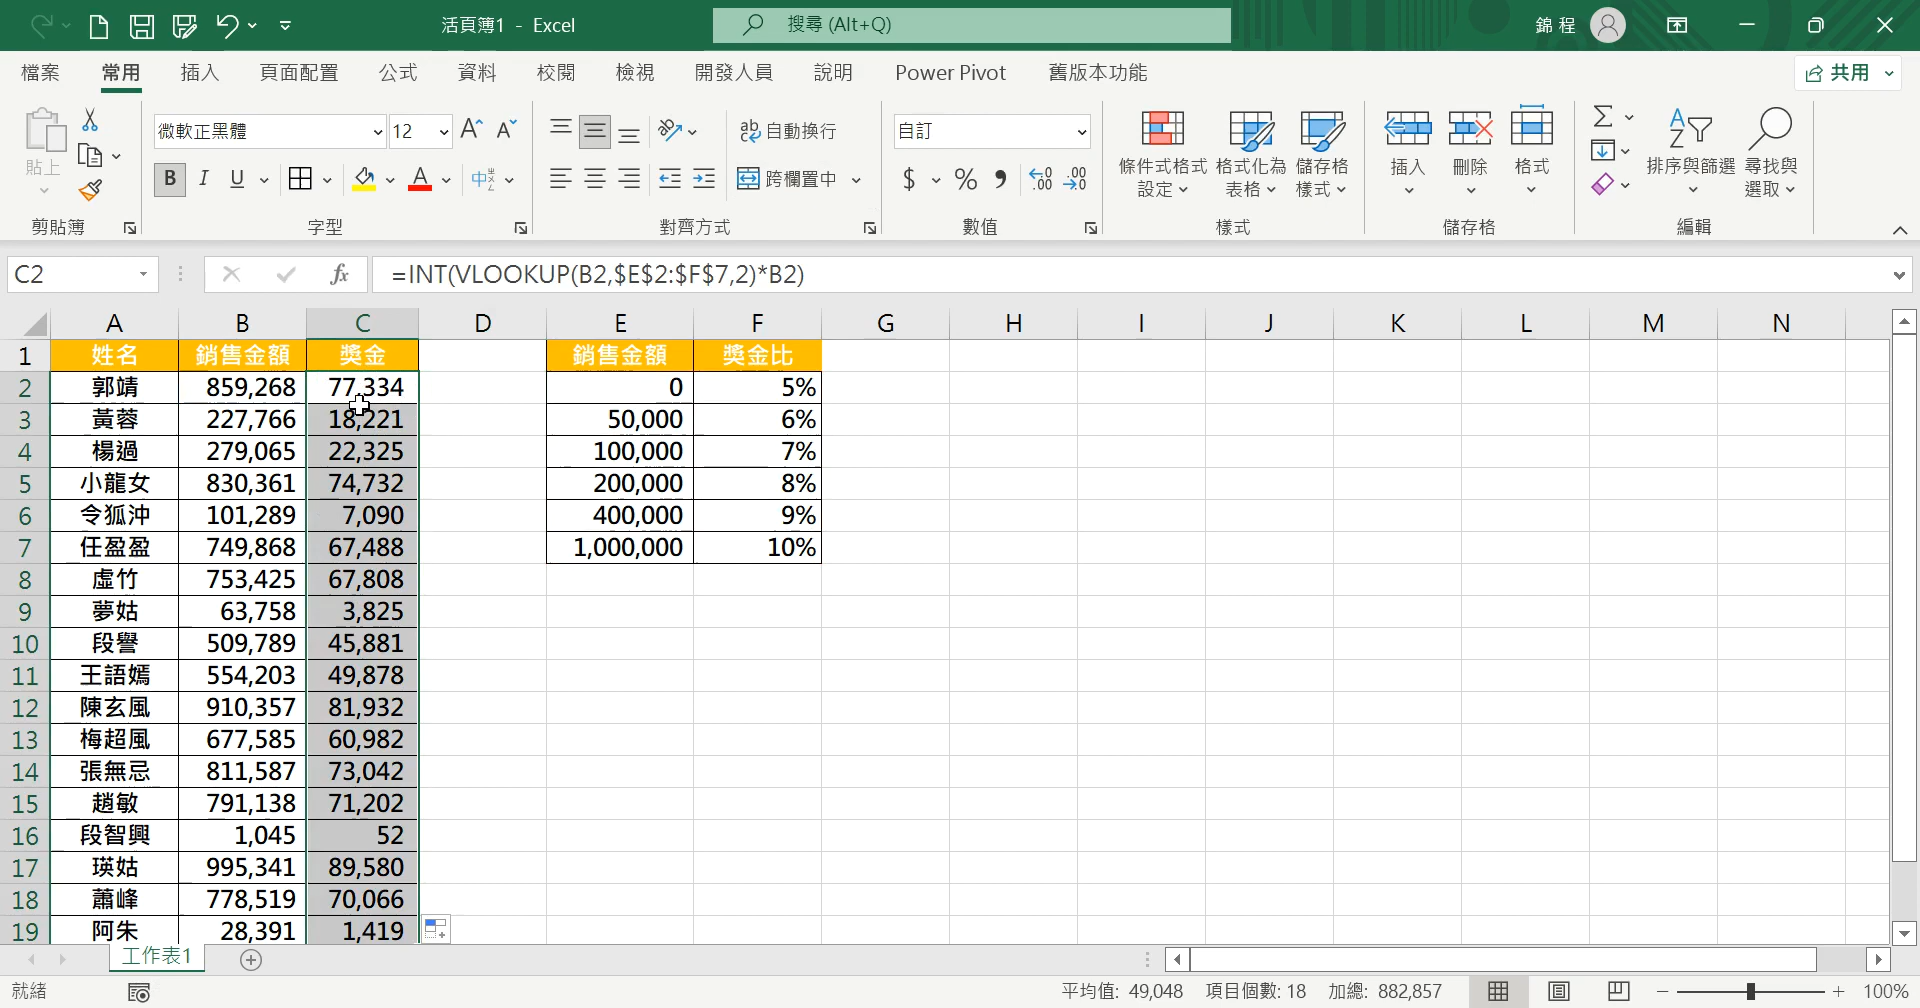 活頁簿1 - Excel
搜尋 (Alt+Q)
錦 程
檔案 常用 插入 頁面配置 公式 資料 校閱 檢視 開發人員 說明 Power Pivot 舊版本功能 共用
貼上
剪貼簿
微軟正黑體 12
B I U A 中
字型
ab 自動換行
跨欄置中
對齊方式
自訂
$ % , .00 .00
數值
條件式格式
設定
格式化為
表格
儲存格
樣式
樣式
插入 刪除 格式
儲存格
排序與篩選
尋找與
選取
編輯
C2 fx =INT(VLOOKUP(B2,$E$2:$F$7,2)*B2)
A B C D E F G H I J K L M N
1 姓名 銷售金額 獎金 銷售金額 獎金比
2 郭靖 859,268 77,334 0 5%
3 黃蓉 227,766 18,221 50,000 6%
4 楊過 279,065 22,325 100,000 7%
5 小龍女 830,361 74,732 200,000 8%
6 令狐沖 101,289 7,090 400,000 9%
7 任盈盈 749,868 67,488 1,000,000 10%
8 虛竹 753,425 67,808
9 夢姑 63,758 3,825
10 段譽 509,789 45,881
11 王語嫣 554,203 49,878
12 陳玄風 910,357 81,932
13 梅超風 677,585 60,982
14 張無忌 811,587 73,042
15 趙敏 791,138 71,202
16 段智興 1,045 52
17 瑛姑 995,341 89,580
18 蕭峰 778,519 70,066
19 阿朱 28,391 1,419
工作表1
就緒 平均值: 49,048 項目個數: 18 加總: 882,857 100%